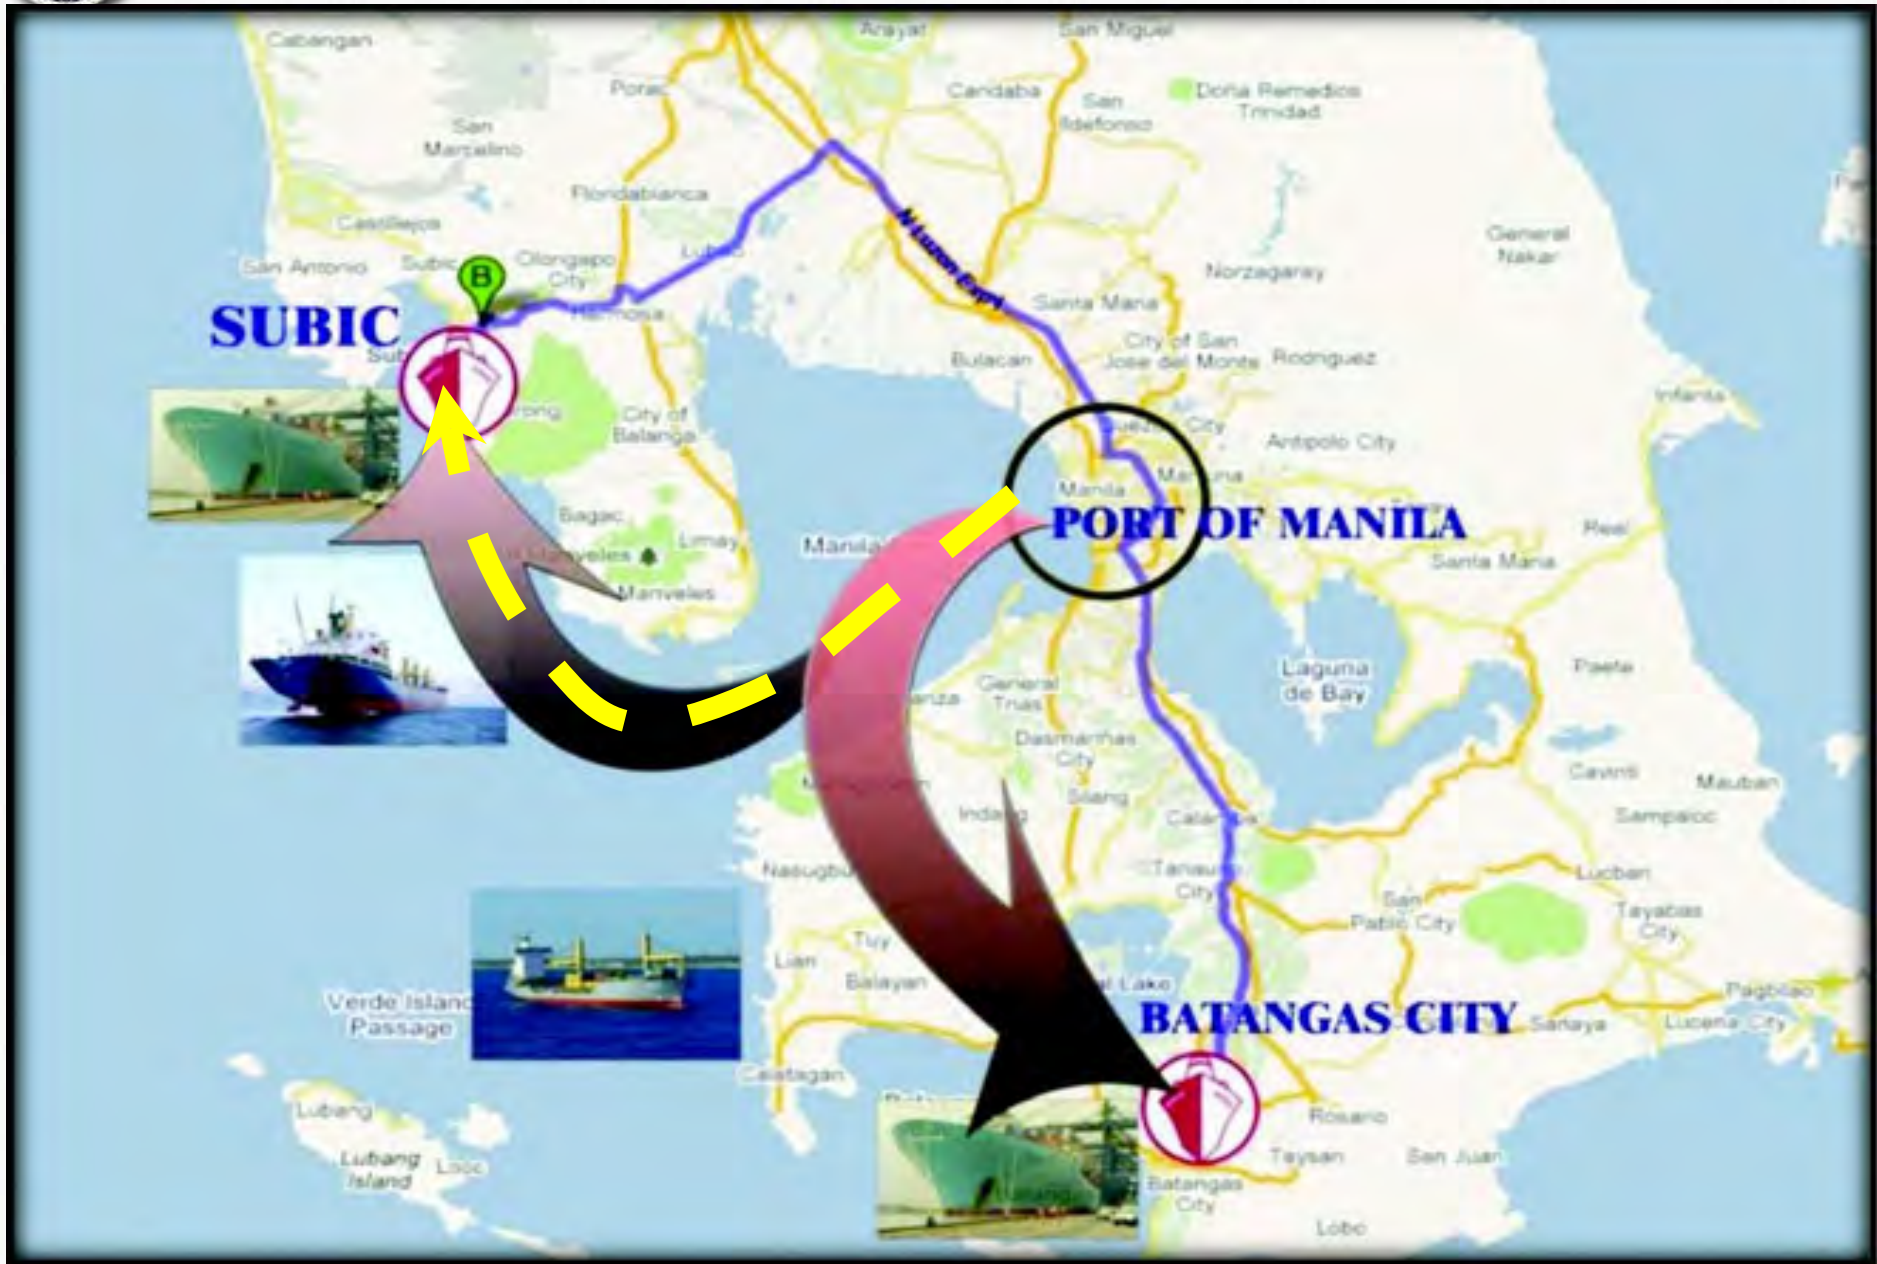 Cabangan
Arayat
San Miguel
Porac
Candaba
San
Ildefonso
Doña Remedios
Trinidad
San
Marcelino
Floridablanca
Castillejos
N Luzon Expy
General
Nakar
San Antonio
Subic
B
Olongapo
City
Norzagaray
SUBIC
Hermosa
Santa Maria
Bulacan
City of San
Jose del Monte
Rodriguez
Infanta
City of
Balanga
City
Antipolo City
Manila
PORT OF MANILA
Bagac
Limay
Manila
Real
Santa Maria
Mariveles
Mariveles
Laguna
de Bay
Paete
General
Trias
Dasmariñas
City
Cavinti
Mauban
Silang
Indang
Calamba
Sampaloc
Nasugbu
Tanauan
City
Lucban
San
Pablo City
Tayabas
City
Tuy
Lian
Balayan
Lake
Verde Island
Passage
BATANGAS CITY
Sariaya
Pagbilao
Lucena City
Calatagan
Lubang
Rosario
Lubang
Island
Looc
Taysan
San Juan
Batangas
City
Lobo